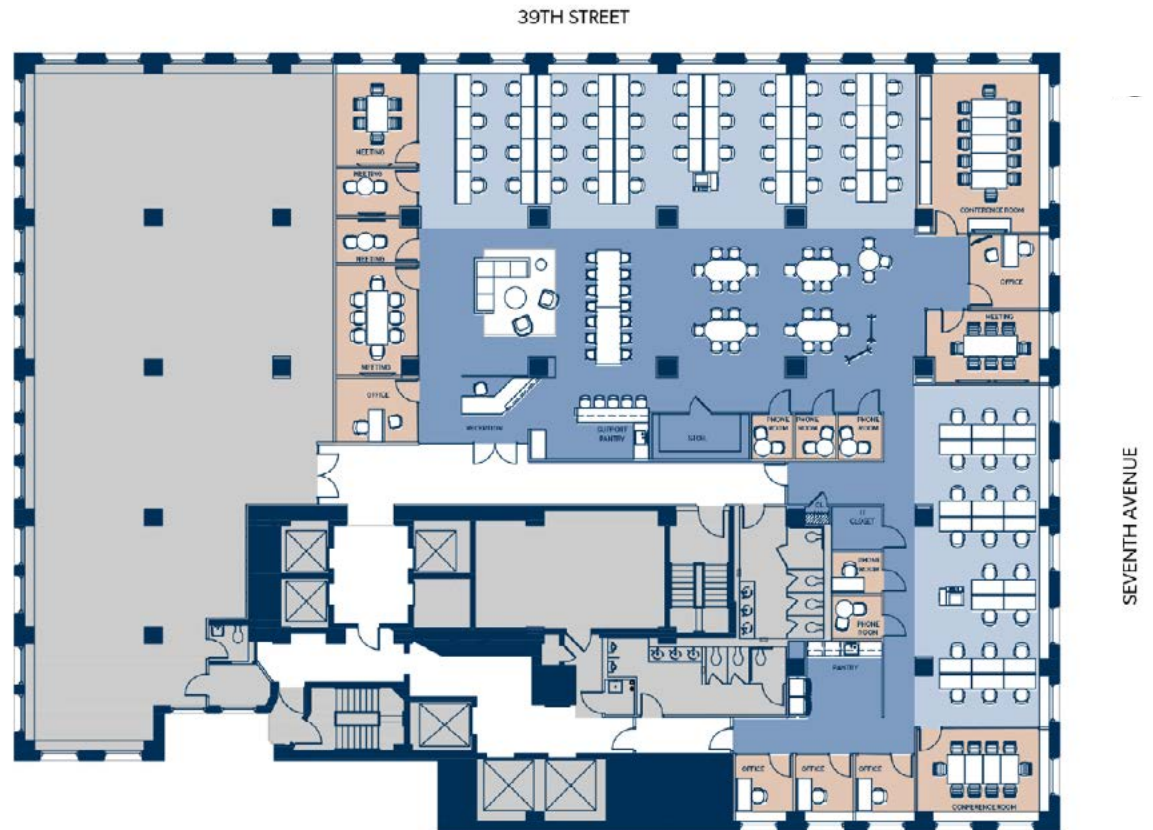 39TH STREET
MEETING
MEETING
MEETING
MEETING
OFFICE
RECEPTION
SUPPORT
PANTRY
STOR.
PHONE
ROOM
PHONE
ROOM
PHONE
ROOM
CONFERENCE ROOM
OFFICE
MEETING
SEVENTH AVENUE
CL
IT
CLOSET
PHONE
ROOM
PHONE
ROOM
PANTRY
OFFICE
OFFICE
OFFICE
CONFERENCE ROOM